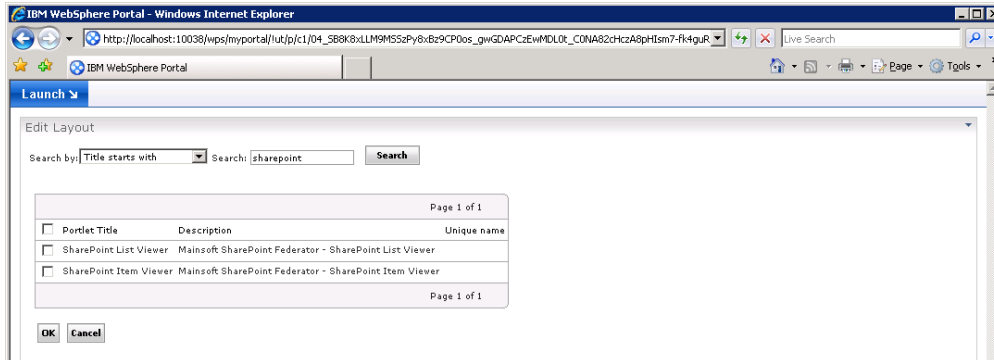 IBM WebSphere Portal - Windows Internet Explorer
http://localhost:10038/wps/myportal/!ut/p/c1/04_SB8K8xLLM9MSSzPy8xBz9CP0os_gwGDAPCzEwMDL0t_C0NA82cHczA8pHIsm7-fk4guR
Live Search
IBM WebSphere Portal
Page Tools
Launch
Edit Layout
Search by: Title starts with Search: sharepoint Search
Page 1 of 1
Portlet Title Description Unique name
SharePoint List Viewer Mainsoft SharePoint Federator - SharePoint List Viewer
SharePoint Item Viewer Mainsoft SharePoint Federator - SharePoint Item Viewer
Page 1 of 1
OK Cancel